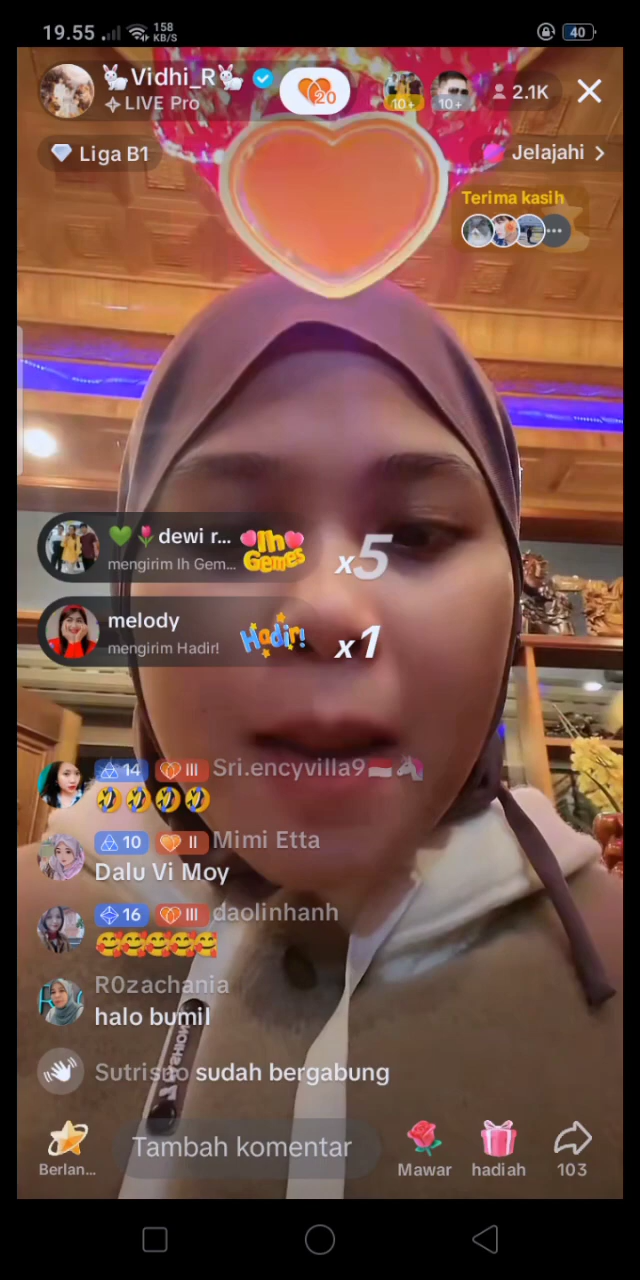 19.55
158
KB/S
40
🐇Vidhi_R🐇
LIVE Pro
20
10+
10+
2.1K
Liga B1
Jelajahi
Terima kasih
💚🌷dewi r...
mengirim Ih Gem...
Ih Gemes
x5
melody
mengirim Hadir!
Hadir!
x1
14 III Sri.encyvilla9🇮🇩🦄
🤣🤣🤣🤣
10 II Mimi Etta
Dalu Vi Moy
16 III daolinhanh
🥰🥰🥰🥰🥰
R0zachania
halo bumil
Sutrisno sudah bergabung
Berlan...
Tambah komentar
Mawar
hadiah
103